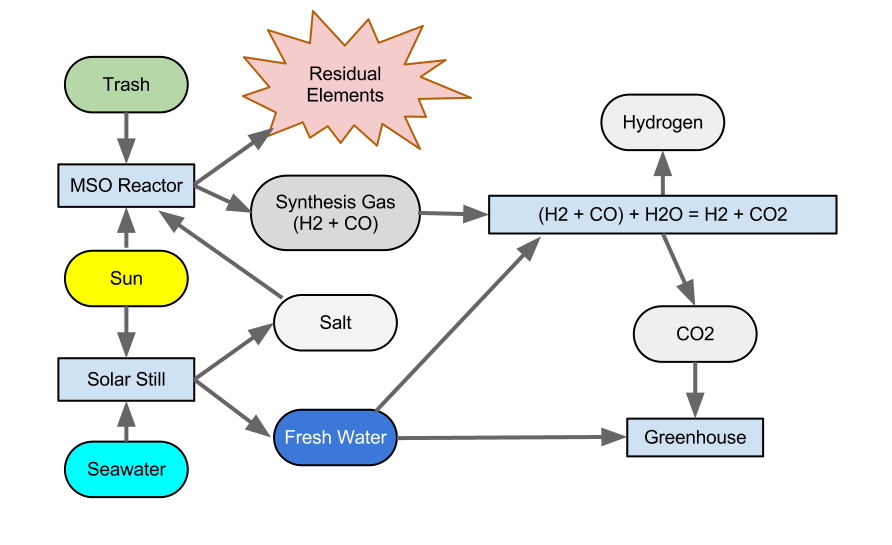 Trash
Residual
Elements
Hydrogen
MSO Reactor
Synthesis Gas
(H2 + CO)
(H2 + CO) + H2O = H2 + CO2
Sun
Salt
CO2
Solar Still
Fresh Water
Greenhouse
Seawater